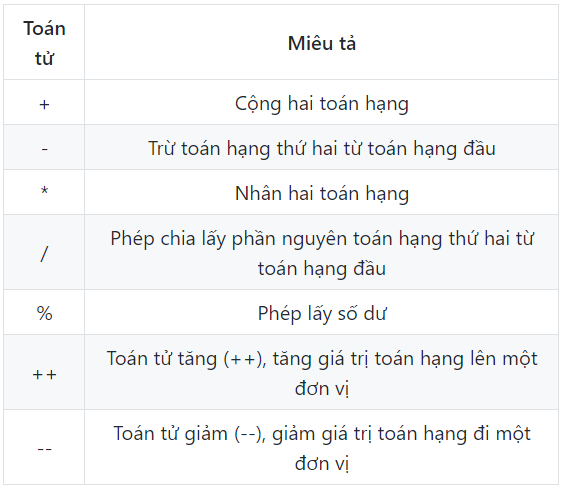 Toán
tử
Miêu tả
+
Cộng hai toán hạng
-
Trừ toán hạng thứ hai từ toán hạng đầu
*
Nhân hai toán hạng
/
Phép chia lấy phần nguyên toán hạng thứ hai từ
toán hạng đầu
%
Phép lấy số dư
++
Toán tử tăng (++), tăng giá trị toán hạng lên một
đơn vị
--
Toán tử giảm (--), giảm giá trị toán hạng đi một
đơn vị